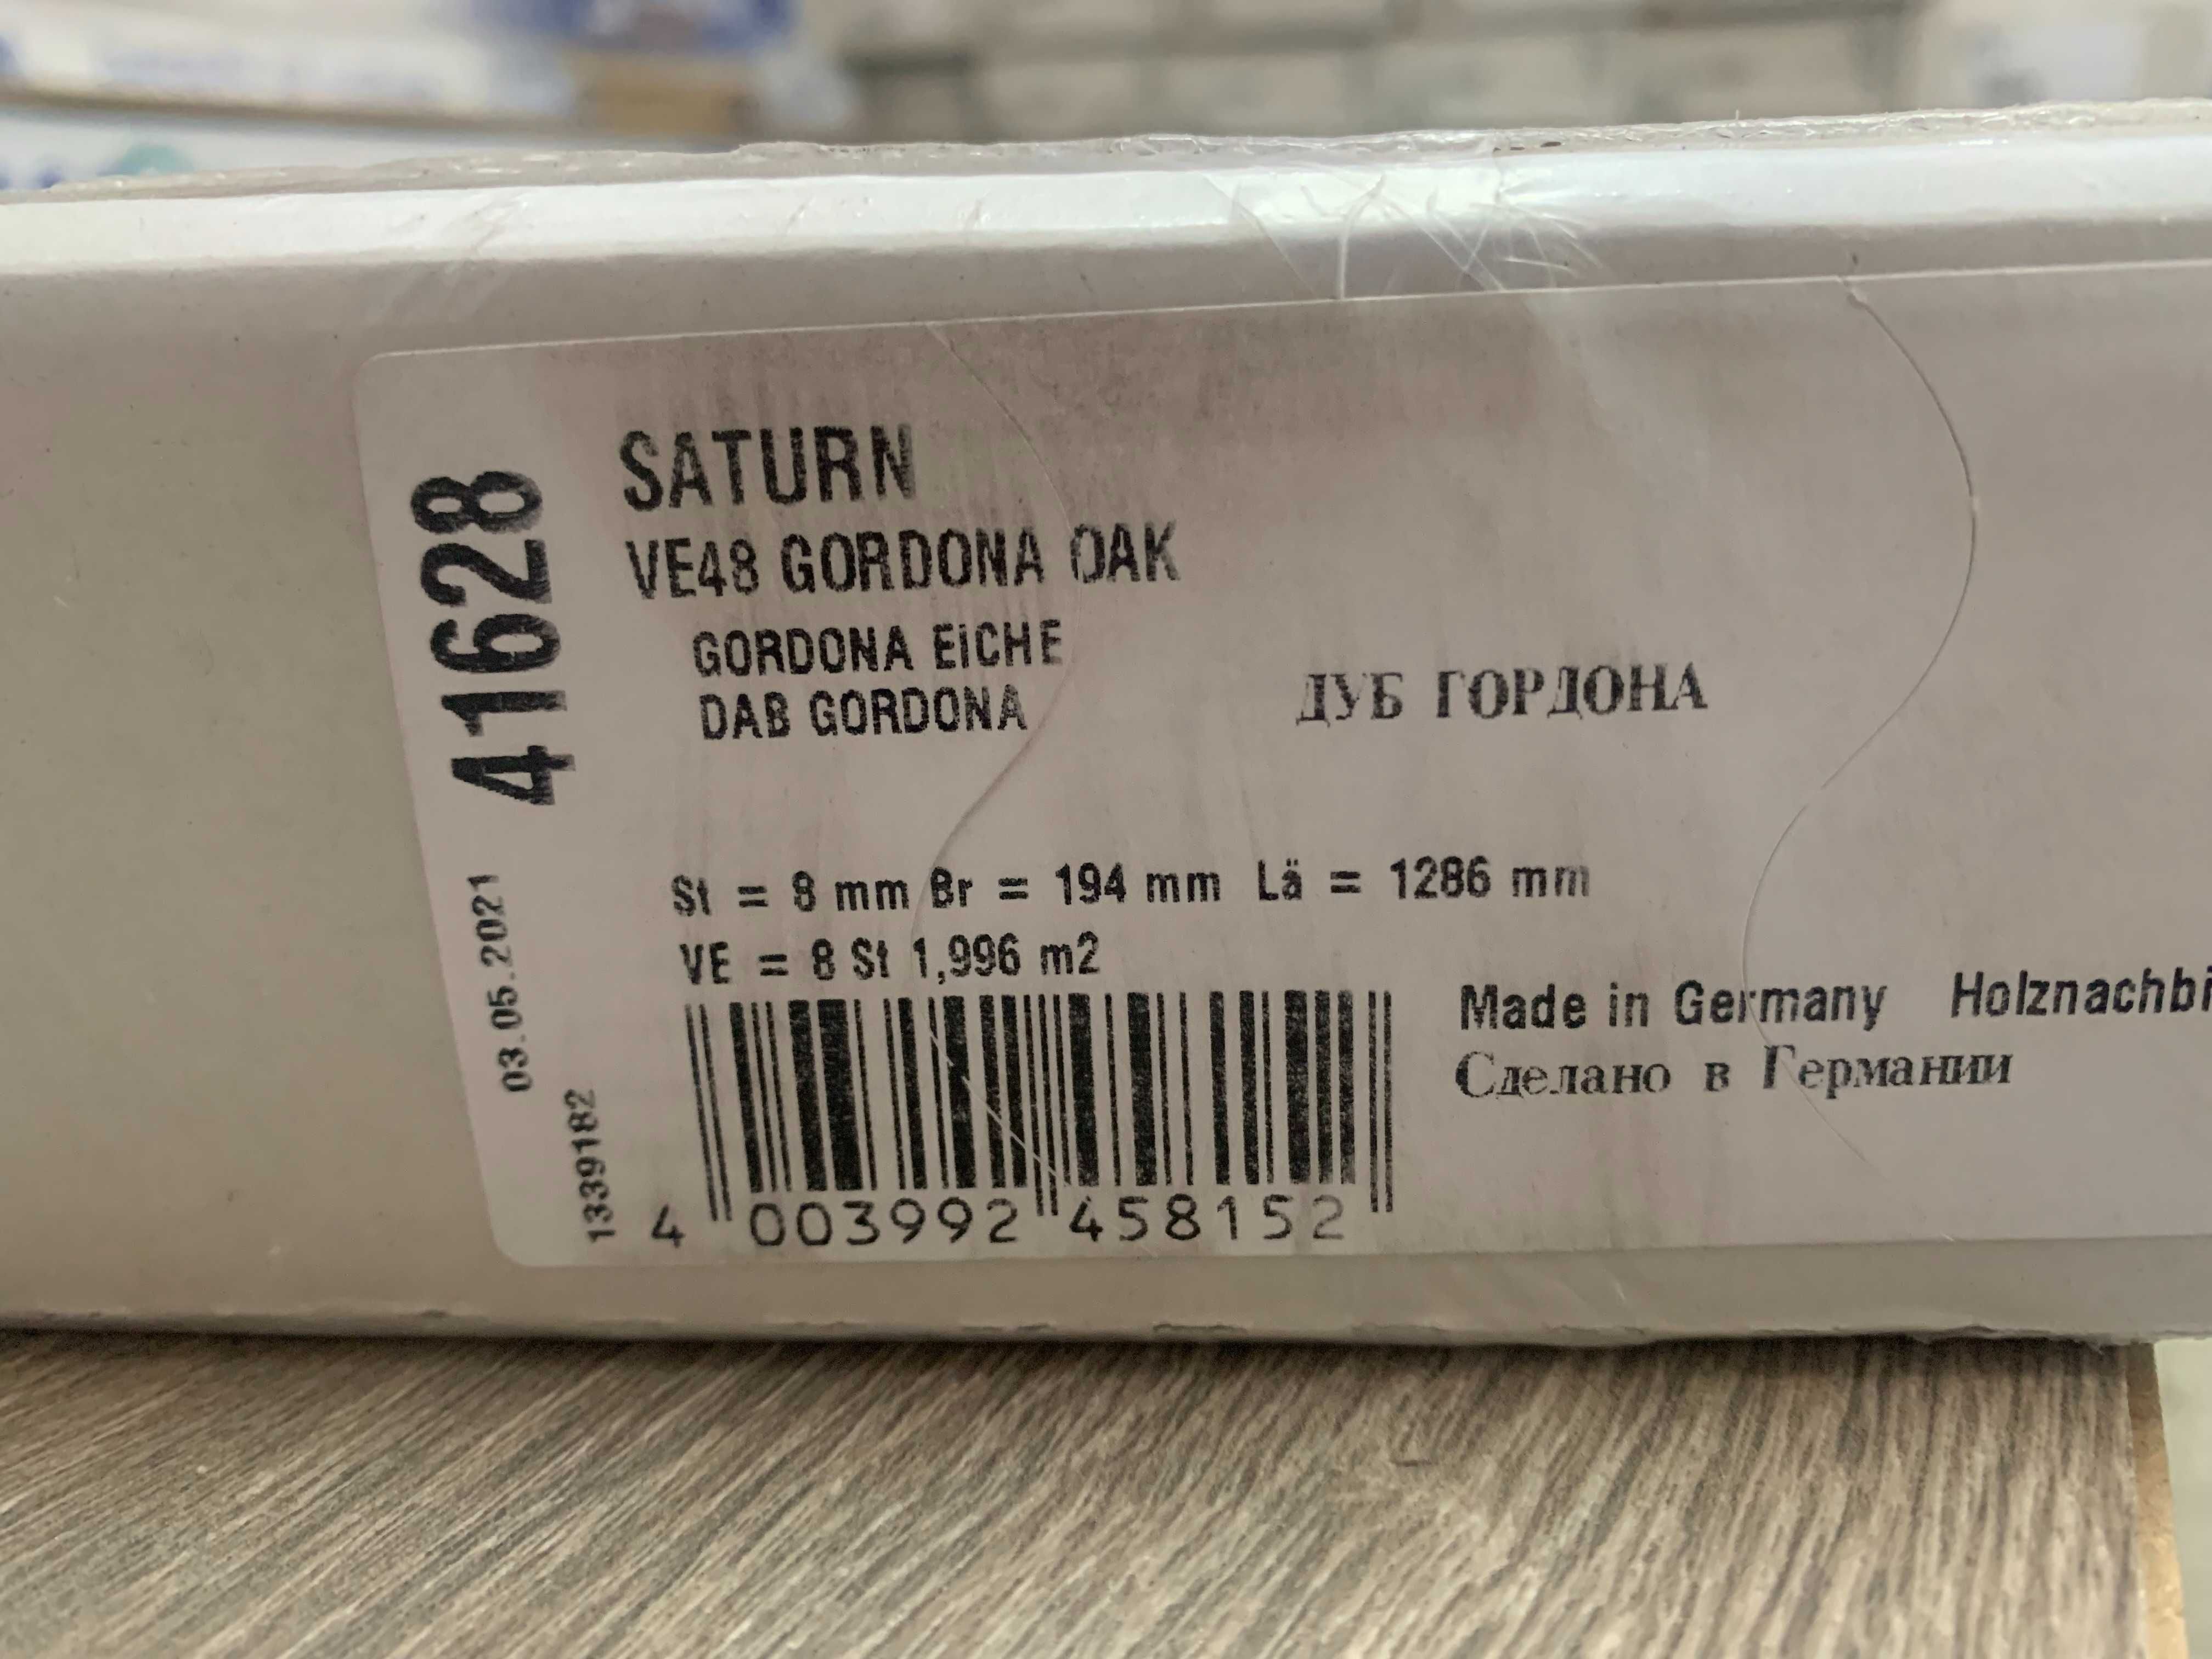 41628
03.05.2021
1339182
SATURN
VE48 GORDONA OAK
GORDONA EiCHE
DAB GORDONA
ДУБ ГОРДОНА
St = 8 mm Br = 194 mm Lä = 1286 mm
VE = 8 St 1,996 m2
4 003992 458152
Made in Germany Holznachbi
Сделано в Германии